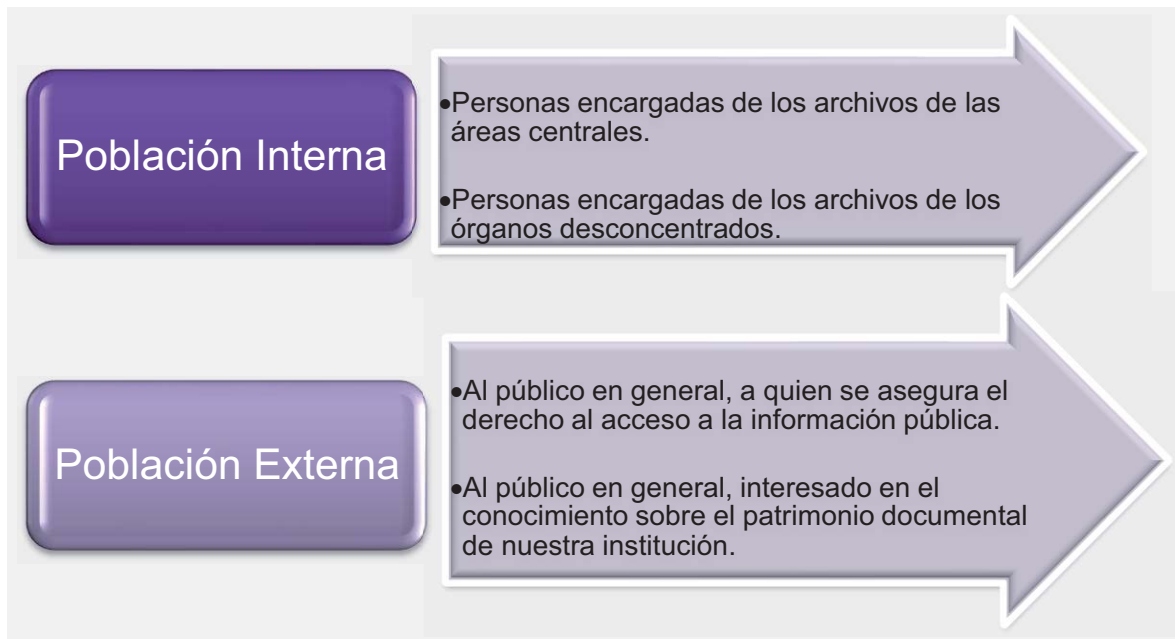 Población Interna
•Personas encargadas de los archivos de las
áreas centrales.
•Personas encargadas de los archivos de los
órganos desconcentrados.
Población Externa
•Al público en general, a quien se asegura el
derecho al acceso a la información pública.
•Al público en general, interesado en el
conocimiento sobre el patrimonio documental
de nuestra institución.